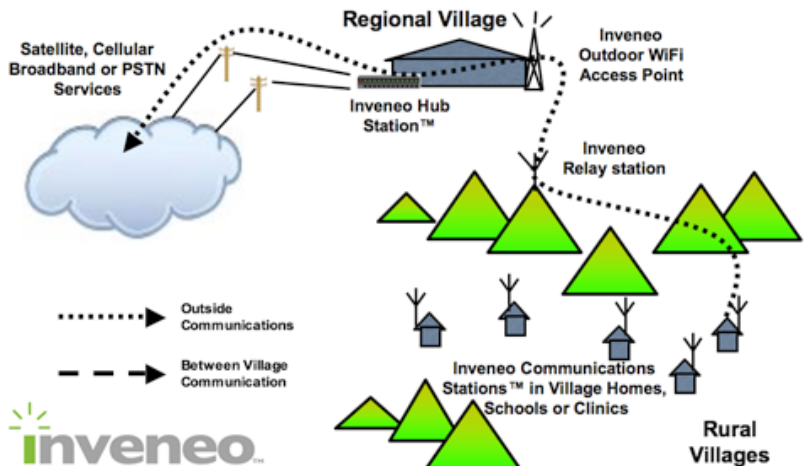 Regional Village
Satellite, Cellular
Broadband or PSTN
Services
Inveneo
Outdoor WiFi
Access Point
Inveneo Hub
Station™
Inveneo
Relay station
Outside
Communications
Between Village
Communication
Inveneo Communications
Stations™ in Village Homes,
Schools or Clinics
Rural
Villages
inveneo™